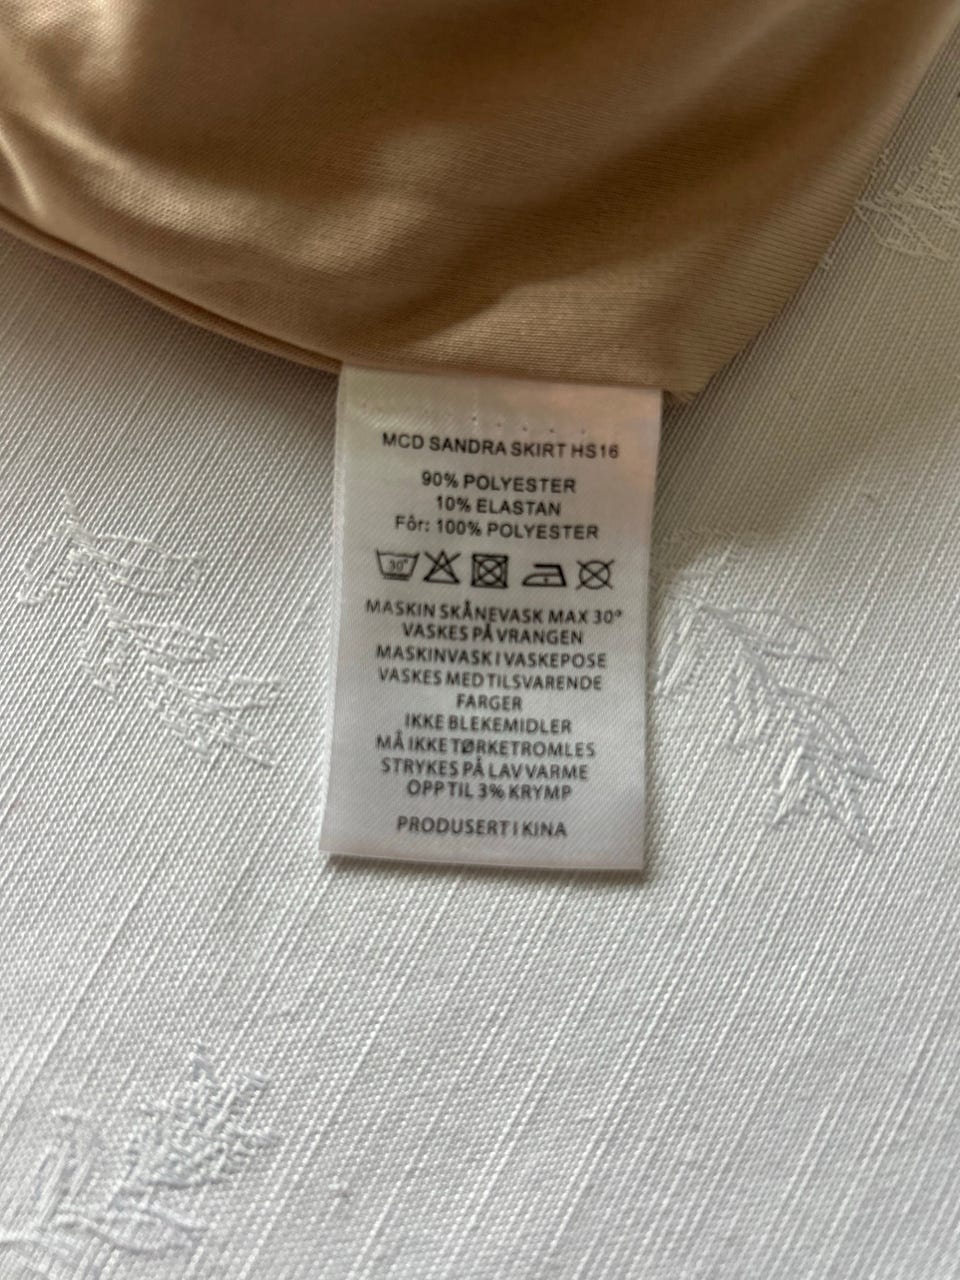 MCD SANDRA SKIRT HS16
90% POLYESTER
10% ELASTAN
Fôr: 100% POLYESTER
30°
MASKIN SKÅNEVASK MAX 30°
VASKES PÅ VRANGEN
MASKINVASK I VASKEPOSE
VASKES MED TILSVARENDE
FARGER
IKKE BLEKEMIDLER
MÅ IKKE TØRKETROMLES
STRYKES PÅ LAV VARME
OPP TIL 3% KRYMP
PRODUSERT I KINA